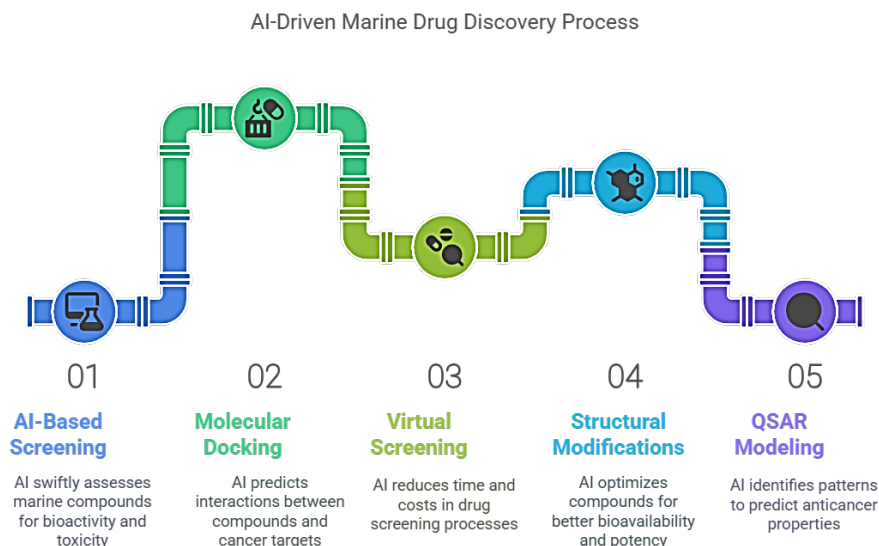 AI-Driven Marine Drug Discovery Process
01
AI-Based
Screening
AI swiftly assesses
marine compounds
for bioactivity and
toxicity
02
Molecular
Docking
AI predicts
interactions between
compounds and
cancer targets
03
Virtual
Screening
AI reduces time and
costs in drug
screening processes
04
Structural
Modifications
AI optimizes
compounds for
better bioavailability
and potency
05
QSAR
Modeling
AI identifies patterns
to predict anticancer
properties